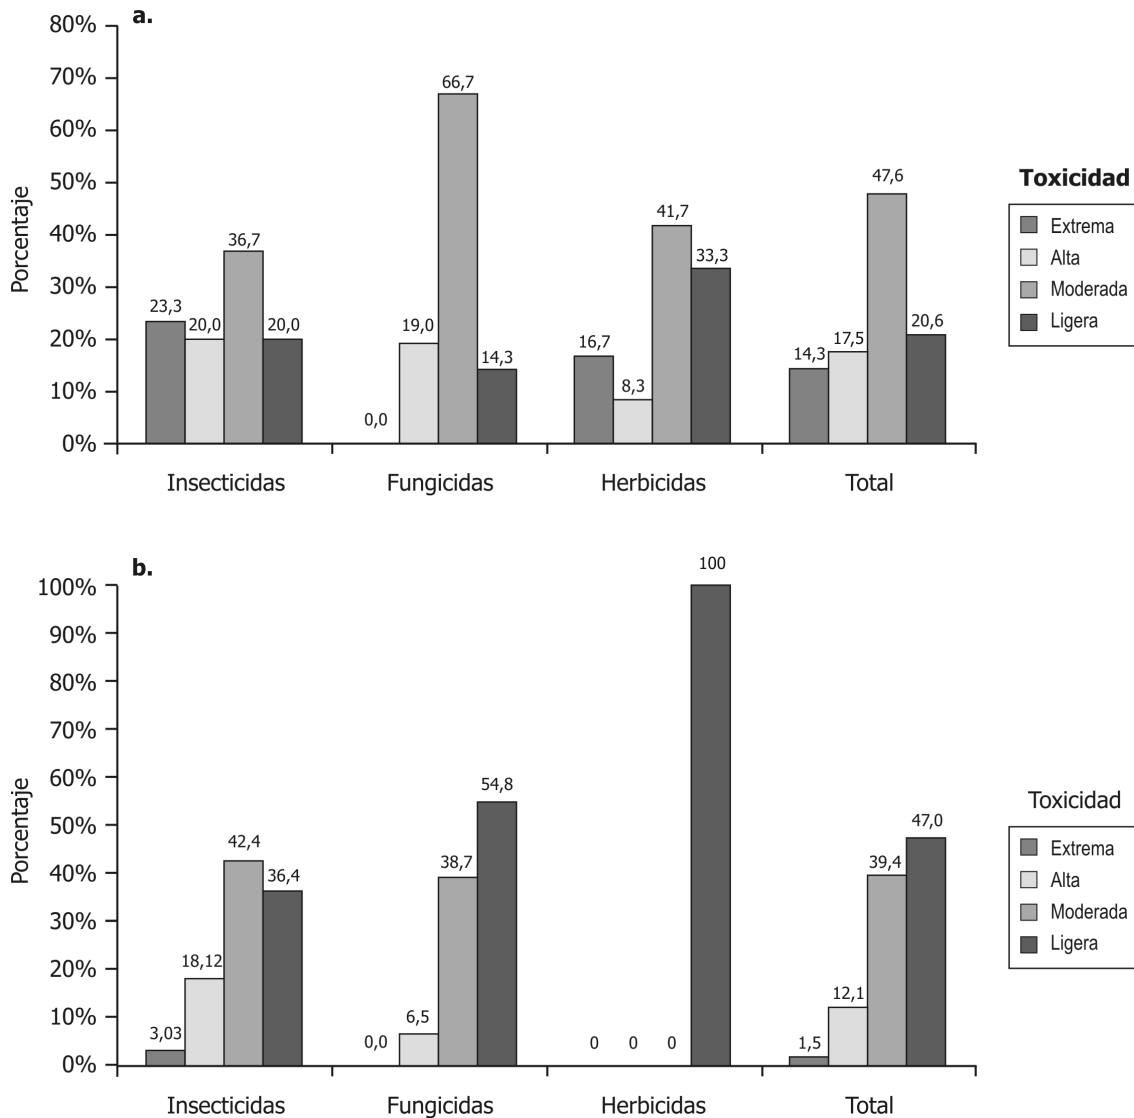 a.
80%
70%
60%
50%
40%
30%
20%
10%
0%
Porcentaje
23,3
20,0
36,7
20,0
0,0
19,0
66,7
14,3
16,7
8,3
41,7
33,3
14,3
17,5
47,6
20,6
Insecticidas
Fungicidas
Herbicidas
Total
Toxicidad
Extrema
Alta
Moderada
Ligera
b.
100%
90%
80%
70%
60%
50%
40%
30%
20%
10%
0%
Porcentaje
3,03
18,12
42,4
36,4
0,0
6,5
38,7
54,8
0
0
0
100
1,5
12,1
39,4
47,0
Insecticidas
Fungicidas
Herbicidas
Total
Toxicidad
Extrema
Alta
Moderada
Ligera